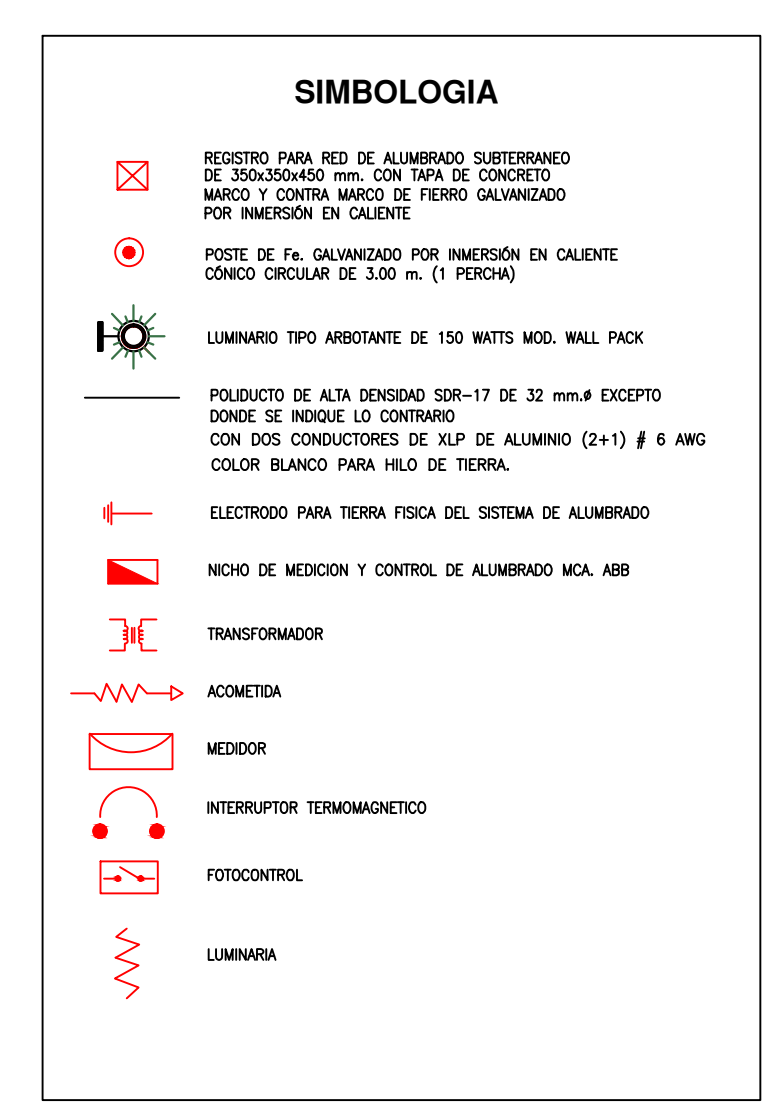 SIMBOLOGIA
REGISTRO PARA RED DE ALUMBRADO SUBTERRANEO
DE 350x350x450 mm. CON TAPA DE CONCRETO
MARCO Y CONTRA MARCO DE FIERRO GALVANIZADO
POR INMERSIÓN EN CALIENTE
POSTE DE Fe. GALVANIZADO POR INMERSIÓN EN CALIENTE
CÓNICO CIRCULAR DE 3.00 m. (1 PERCHA)
LUMINARIO TIPO ARBOTANTE DE 150 WATTS MOD. WALL PACK
POLIDUCTO DE ALTA DENSIDAD SDR-17 DE 32 mm.ø EXCEPTO
DONDE SE INDIQUE LO CONTRARIO
CON DOS CONDUCTORES DE XLP DE ALUMINIO (2+1) # 6 AWG
COLOR BLANCO PARA HILO DE TIERRA.
ELECTRODO PARA TIERRA FISICA DEL SISTEMA DE ALUMBRADO
NICHO DE MEDICION Y CONTROL DE ALUMBRADO MCA. ABB
TRANSFORMADOR
ACOMETIDA
MEDIDOR
INTERRUPTOR TERMOMAGNETICO
FOTOCONTROL
LUMINARIA